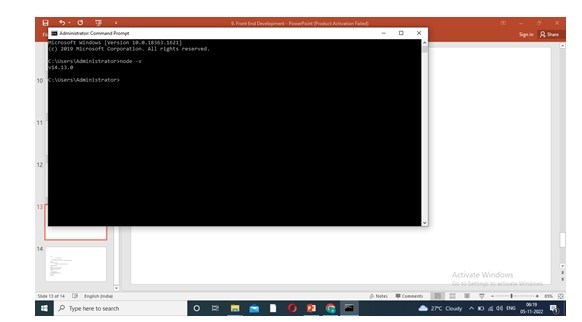 9. Front End Development - PowerPoint (Product Activation Failed)
Sign in Share
Administrator: Command Prompt
Microsoft Windows [Version 10.0.18363.1621]
(c) 2019 Microsoft Corporation. All rights reserved.
C:\Users\Administrator>node -v
v14.13.0
C:\Users\Administrator>
10
11
12
13
14
Activate Windows
Go to Settings to activate Windows.
Slide 13 of 14 English (India) Notes Comments 89%
Type here to search 27°C Cloudy ENG 06:19 05-11-2022